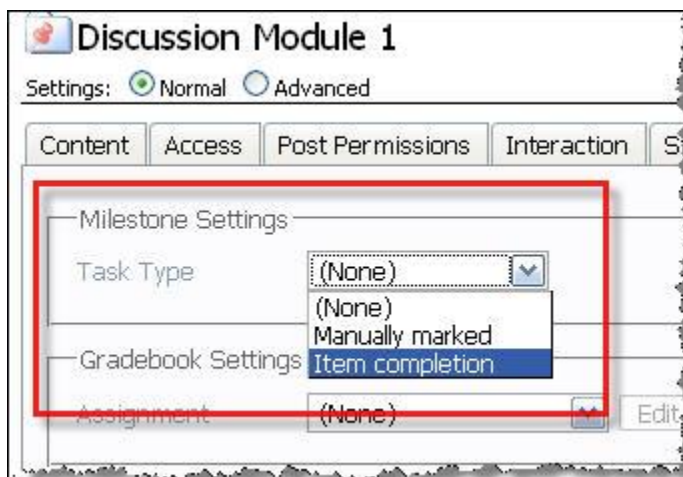 Discussion Module 1
Settings: Normal Advanced
Content Access Post Permissions Interaction
Milestone Settings
Task Type (None)
(None)
Manually marked
Item completion
Gradebook Settings
Assignment (None) Edit